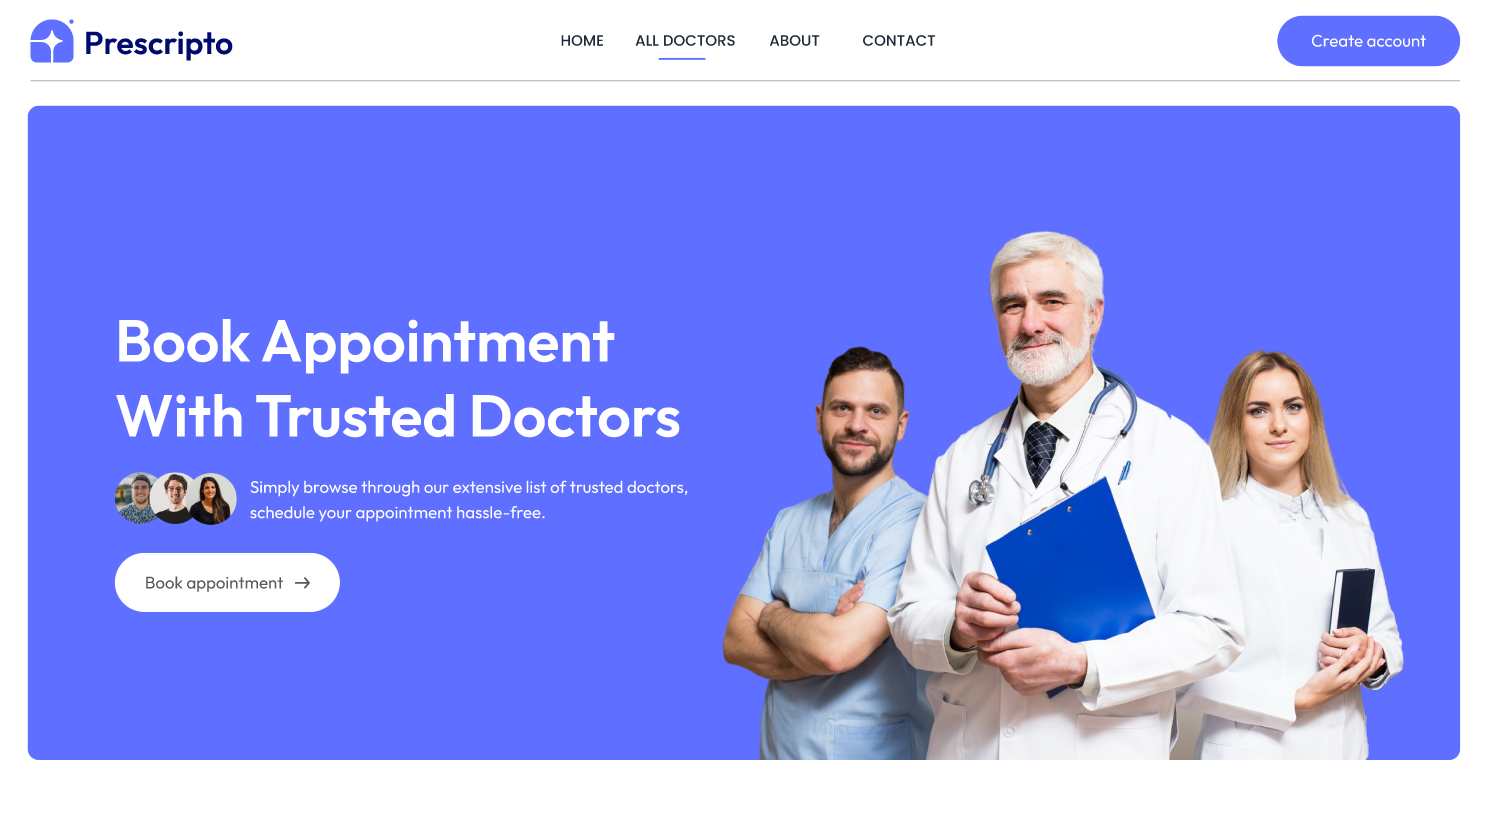 Prescripto
HOME
ALL DOCTORS
ABOUT
CONTACT
Create account
Book Appointment
With Trusted Doctors
Simply browse through our extensive list of trusted doctors,
schedule your appointment hassle-free.
Book appointment →